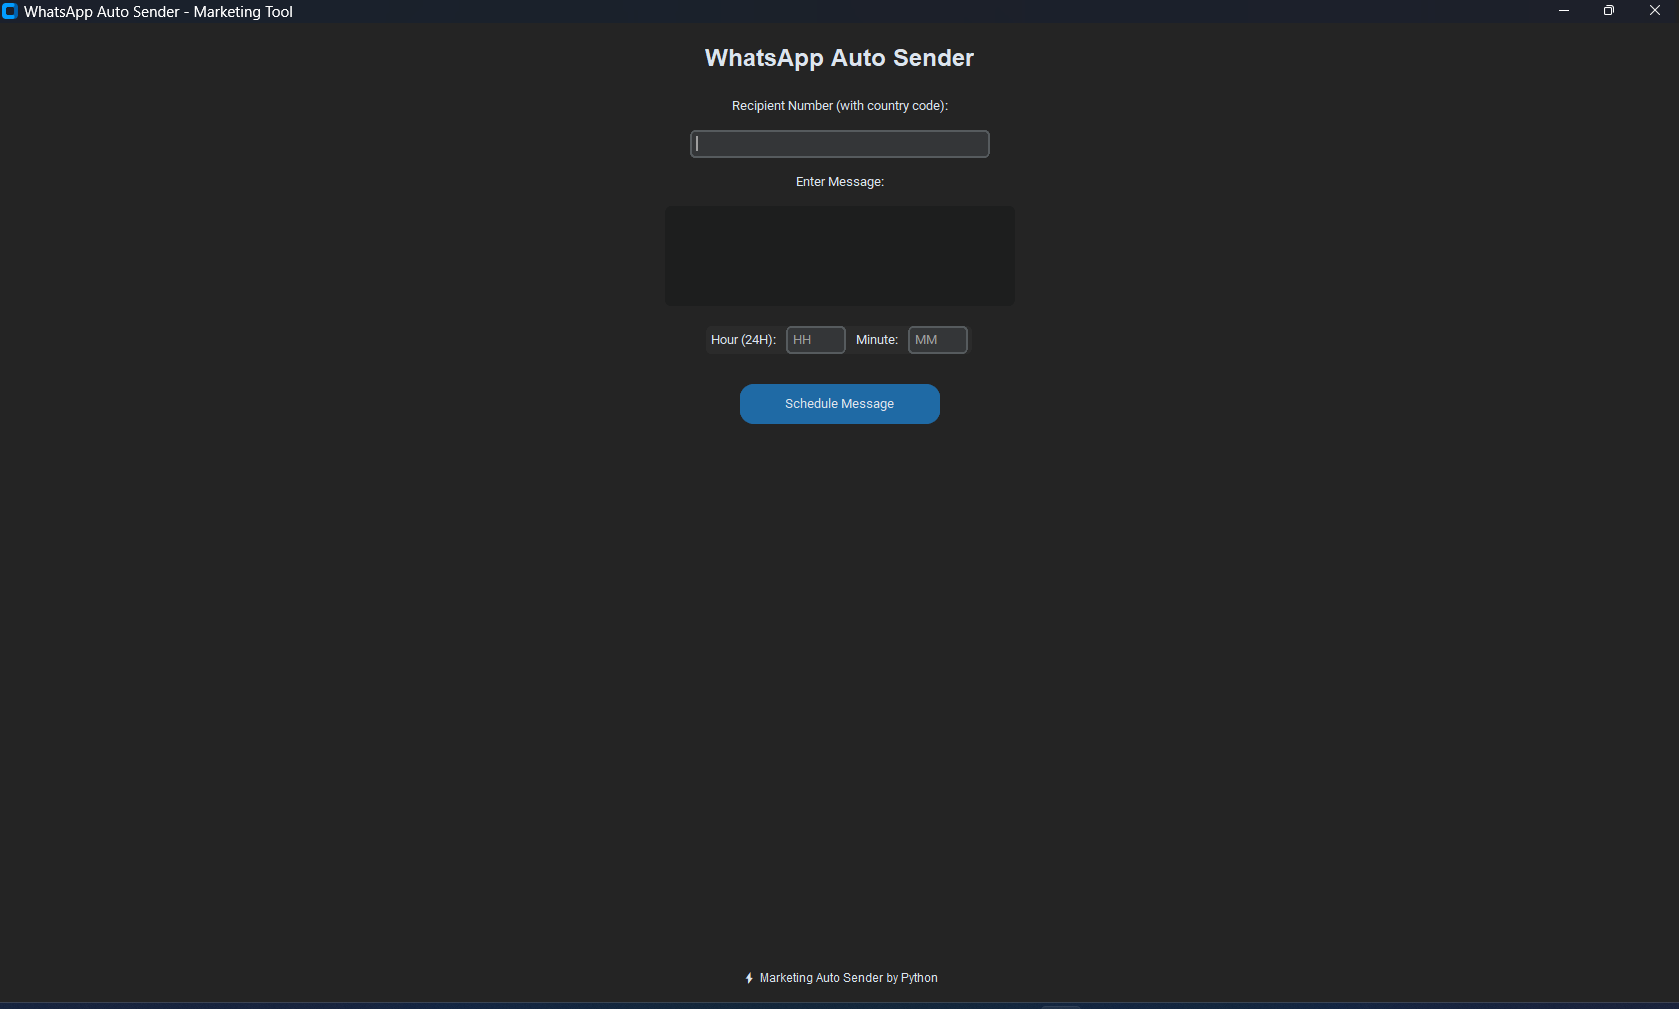 WhatsApp Auto Sender - Marketing Tool
WhatsApp Auto Sender
Recipient Number (with country code):
Enter Message:
Hour (24H): HH Minute: MM
Schedule Message
⚡ Marketing Auto Sender by Python